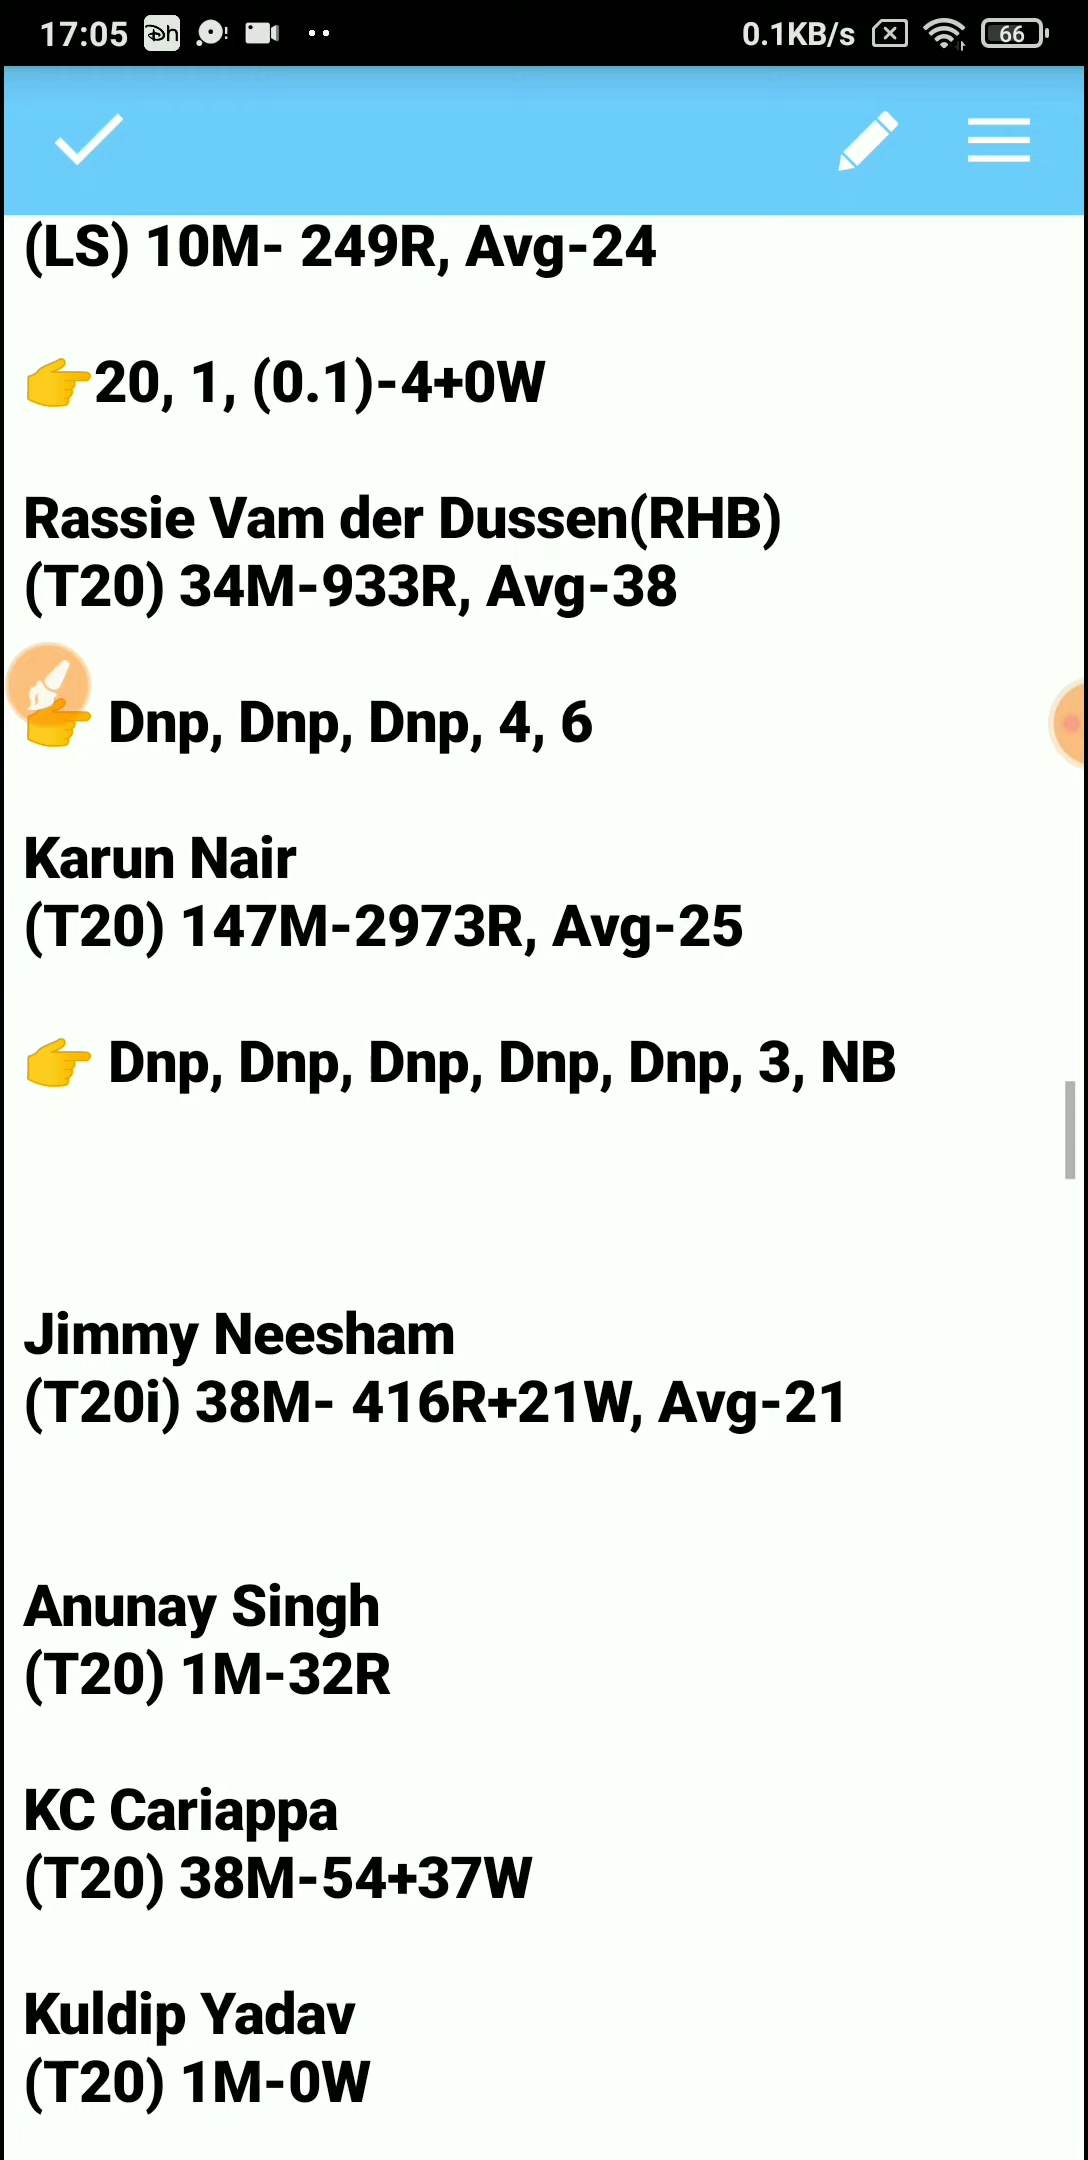 17:05 Dh 0.1KB/s 66
(LS) 10M- 249R, Avg-24
👉20, 1, (0.1)-4+0W
Rassie Vam der Dussen(RHB)
(T20) 34M-933R, Avg-38
👉 Dnp, Dnp, Dnp, 4, 6
Karun Nair
(T20) 147M-2973R, Avg-25
👉 Dnp, Dnp, Dnp, Dnp, Dnp, 3, NB
Jimmy Neesham
(T20i) 38M- 416R+21W, Avg-21
Anunay Singh
(T20) 1M-32R
KC Cariappa
(T20) 38M-54+37W
Kuldip Yadav
(T20) 1M-0W